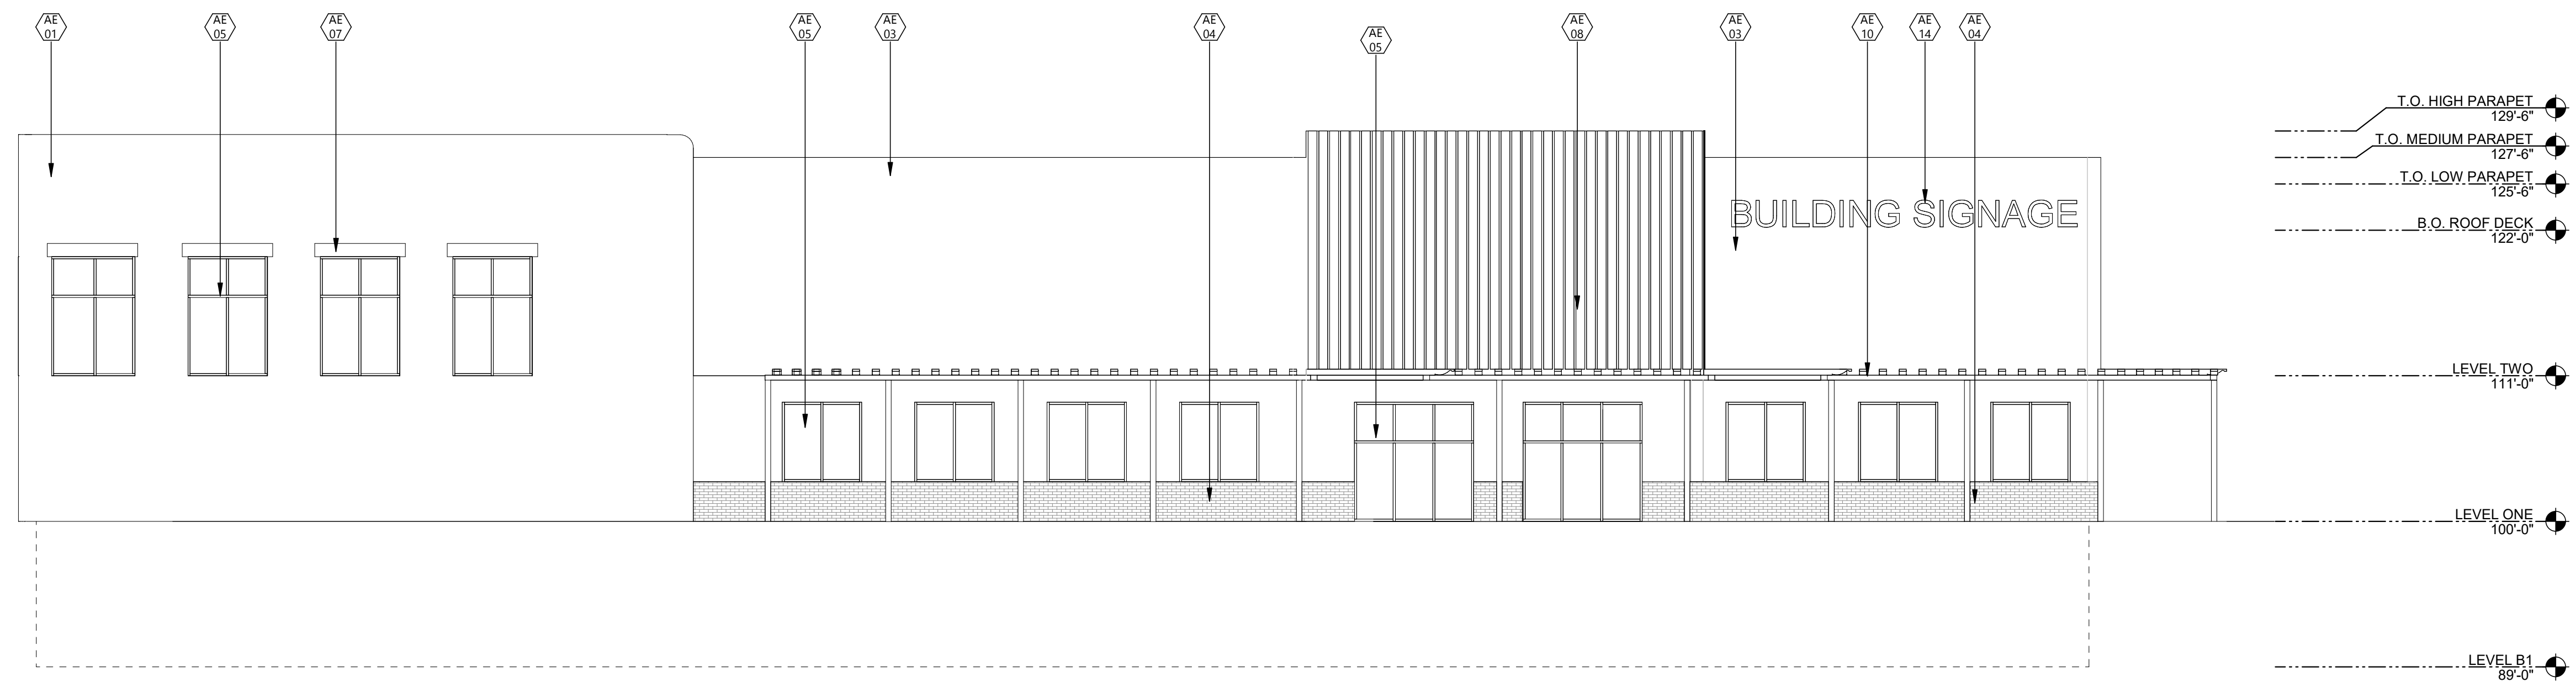 AE
01
AE
05
AE
07
AE
05
AE
03
AE
04
AE
05
AE
08
AE
03
AE
10
AE
14
AE
04
T.O. HIGH PARAPET
129'-6"
T.O. MEDIUM PARAPET
127'-6"
T.O. LOW PARAPET
125'-6"
BUILDING SIGNAGE
B.O. ROOF DECK
122'-0"
LEVEL TWO
111'-0"
LEVEL ONE
100'-0"
LEVEL B1
89'-0"